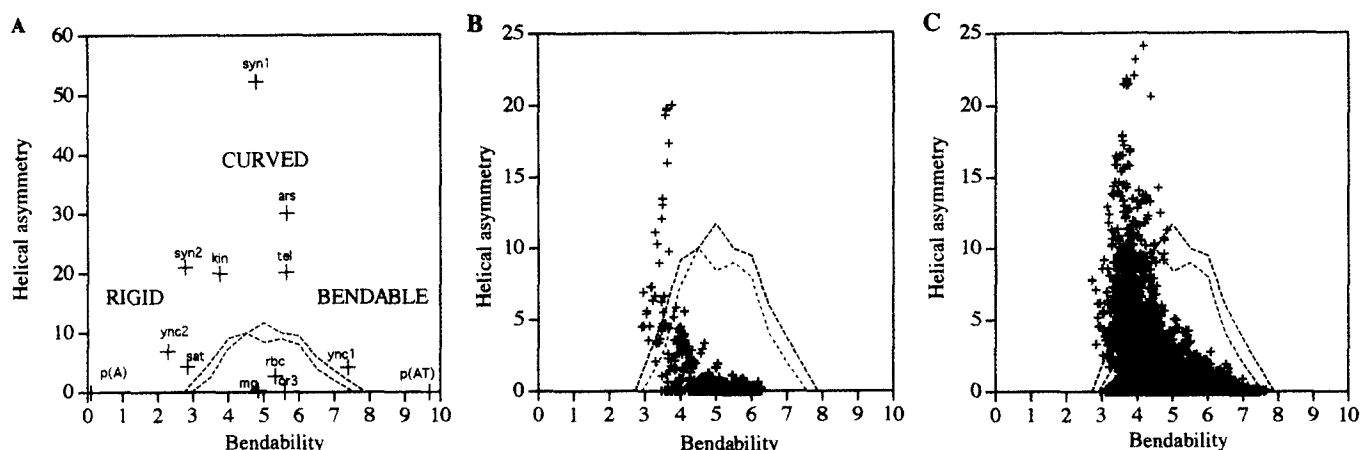 A
Helical asymmetry
60
50
40
30
20
10
0
syn1
CURVED
ars
syn2
kin
tel
RIGID
BENDABLE
ync2
sat
rbc
ync1
p(A)
p(AT)
0 1 2 3 4 5 6 7 8 9 10
Bendability
B
Helical asymmetry
25
20
15
10
5
0
0 1 2 3 4 5 6 7 8 9 10
Bendability
C
Helical asymmetry
25
20
15
10
5
0
0 1 2 3 4 5 6 7 8 9 10
Bendability